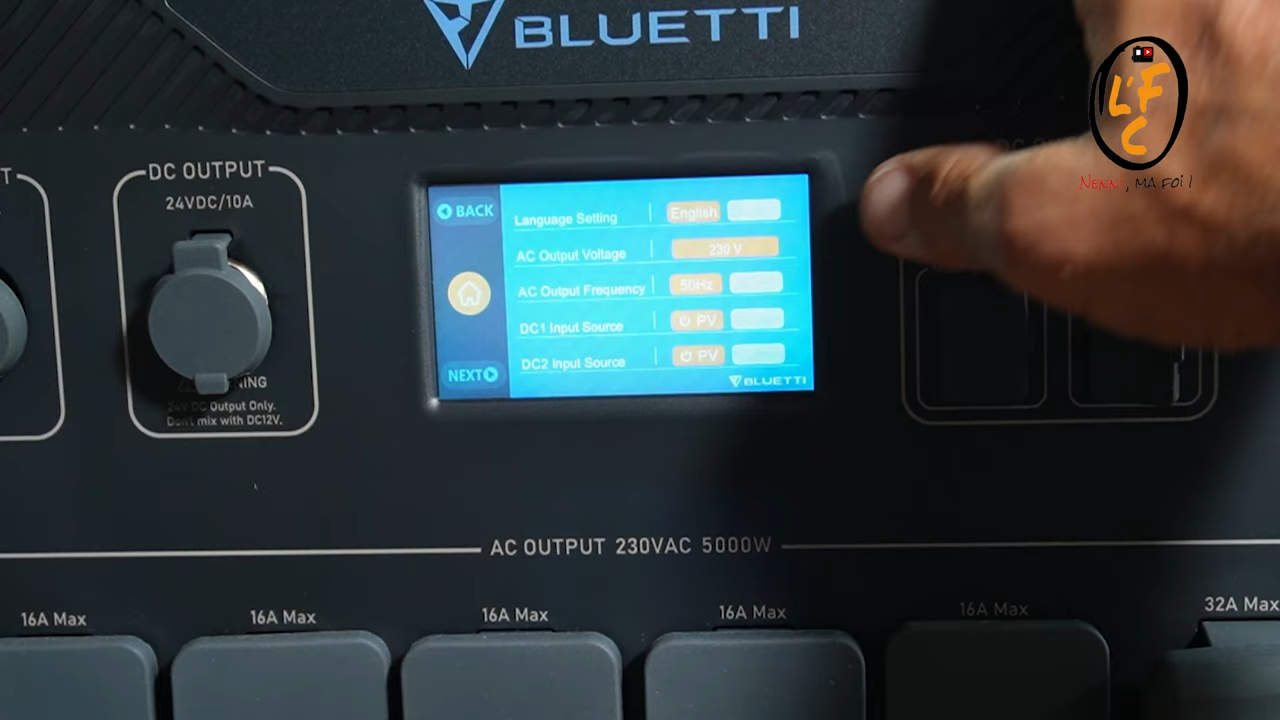 BLUETTI
L'FC
NENNI, MA FOI !
T
DC OUTPUT
24VDC/10A
24V DC Output Only.
Don't mix with DC12V.
BACK
NEXT
Language Setting | English
AC Output Voltage | 230 V
AC Output Frequency | 50Hz
DC1 Input Source | PV
DC2 Input Source | PV
BLUETTI
AC OUTPUT 230VAC 5000W
16A Max
16A Max
16A Max
16A Max
16A Max
32A Max